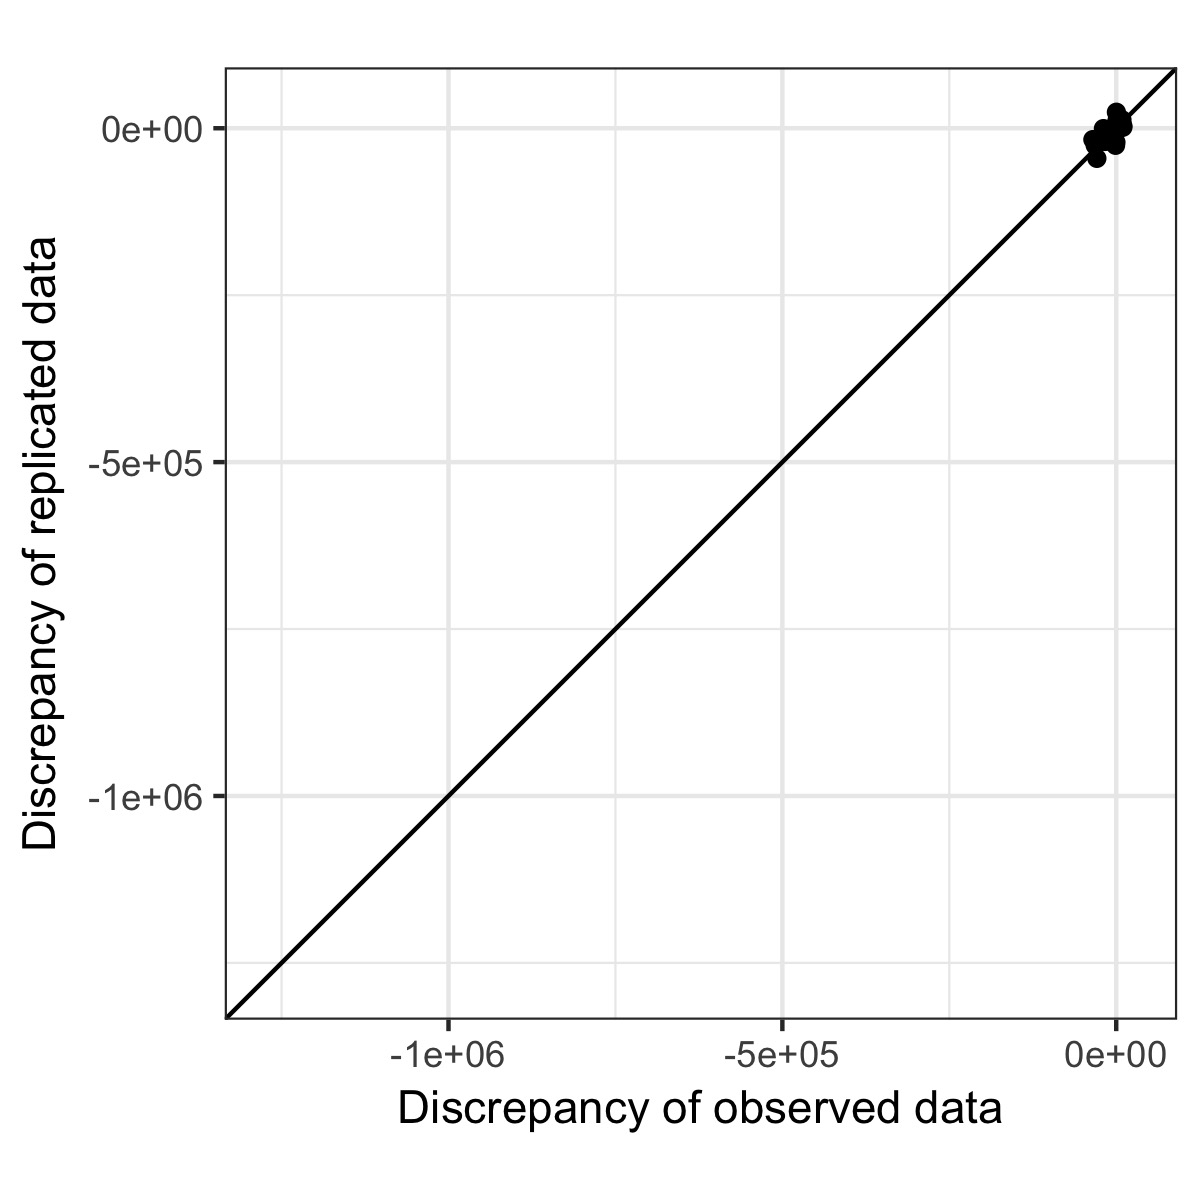 Discrepancy of replicated data
0e+00
-5e+05
-1e+06
-1e+06 -5e+05 0e+00
Discrepancy of observed data